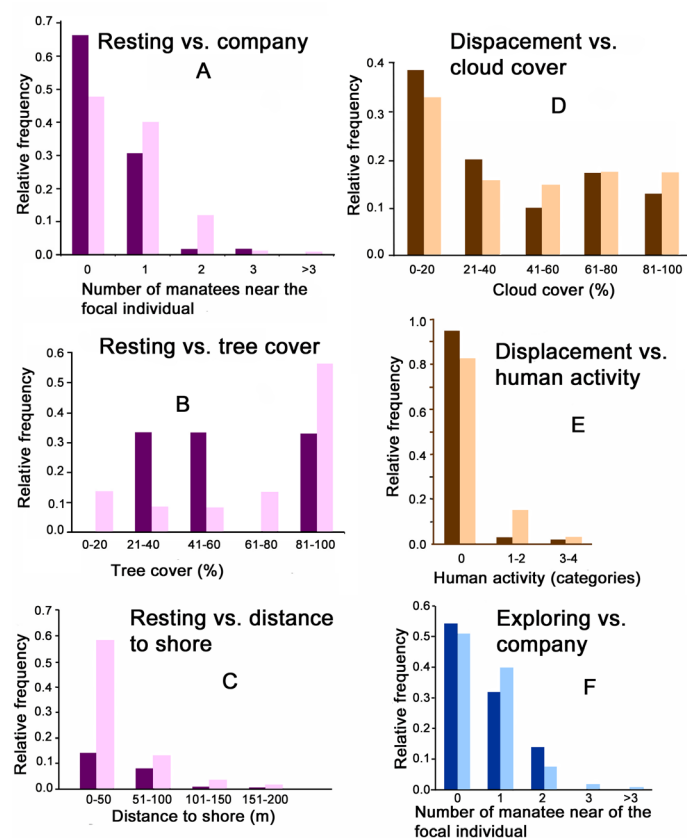 Resting vs. company
A
Relative frequency
0.7
0.6
0.5
0.4
0.3
0.2
0.1
0.0
0 1 2 3 >3
Number of manatees near the
focal individual
Dispacement vs.
cloud cover
D
Relative frequency
0.4
0.3
0.2
0.1
0.0
0-20 21-40 41-60 61-80 81-100
Cloud cover (%)
Resting vs. tree cover
B
Relative frequency
0.6
0.5
0.4
0.3
0.2
0.1
0.0
0-20 21-40 41-60 61-80 81-100
Tree cover (%)
Displacement vs.
human activity
E
Relative frequency
1.0
0.8
0.6
0.4
0.2
0.0
0 1-2 3-4
Human activity (categories)
Resting vs. distance
to shore
C
Relative frequency
0.7
0.6
0.5
0.4
0.3
0.2
0.1
0.0
0-50 51-100 101-150 151-200
Distance to shore (m)
Exploring vs.
company
F
Relative frequency
0.6
0.5
0.4
0.3
0.2
0.1
0.0
0 1 2 3 >3
Number of manatee near of the
focal individual